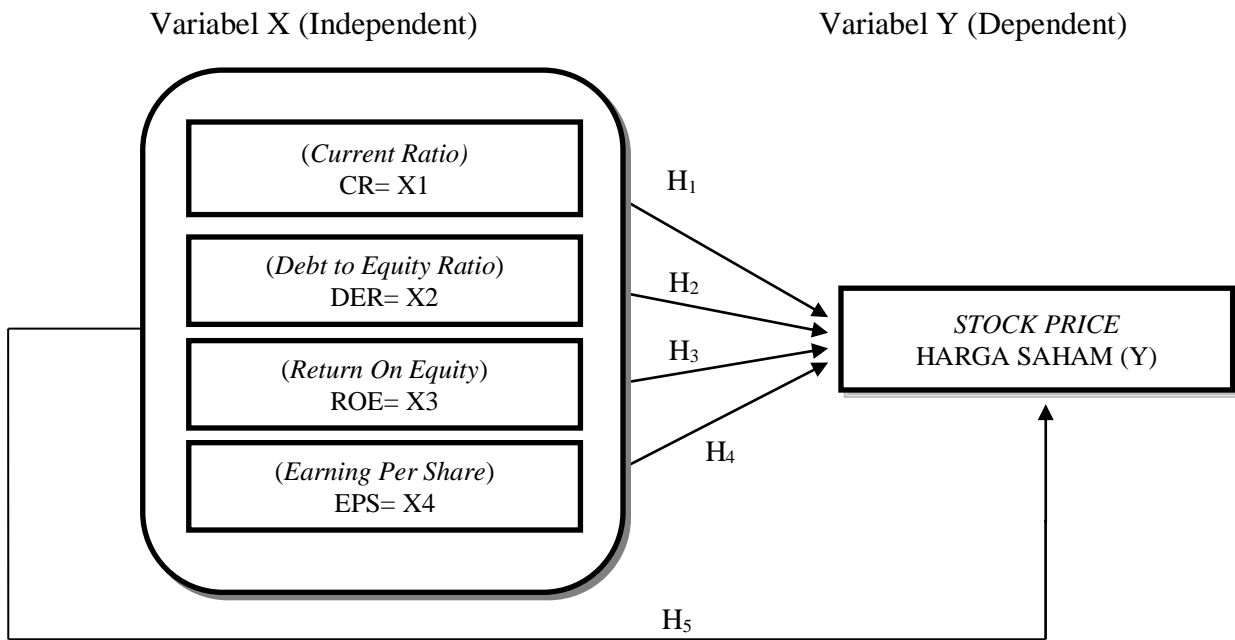 Variabel X (Independent)
Variabel Y (Dependent)
(Current Ratio)
CR= X1
(Debt to Equity Ratio)
DER= X2
(Return On Equity)
ROE= X3
(Earning Per Share)
EPS= X4
H₁
H₂
H₃
H₄
STOCK PRICE
HARGA SAHAM (Y)
H₅